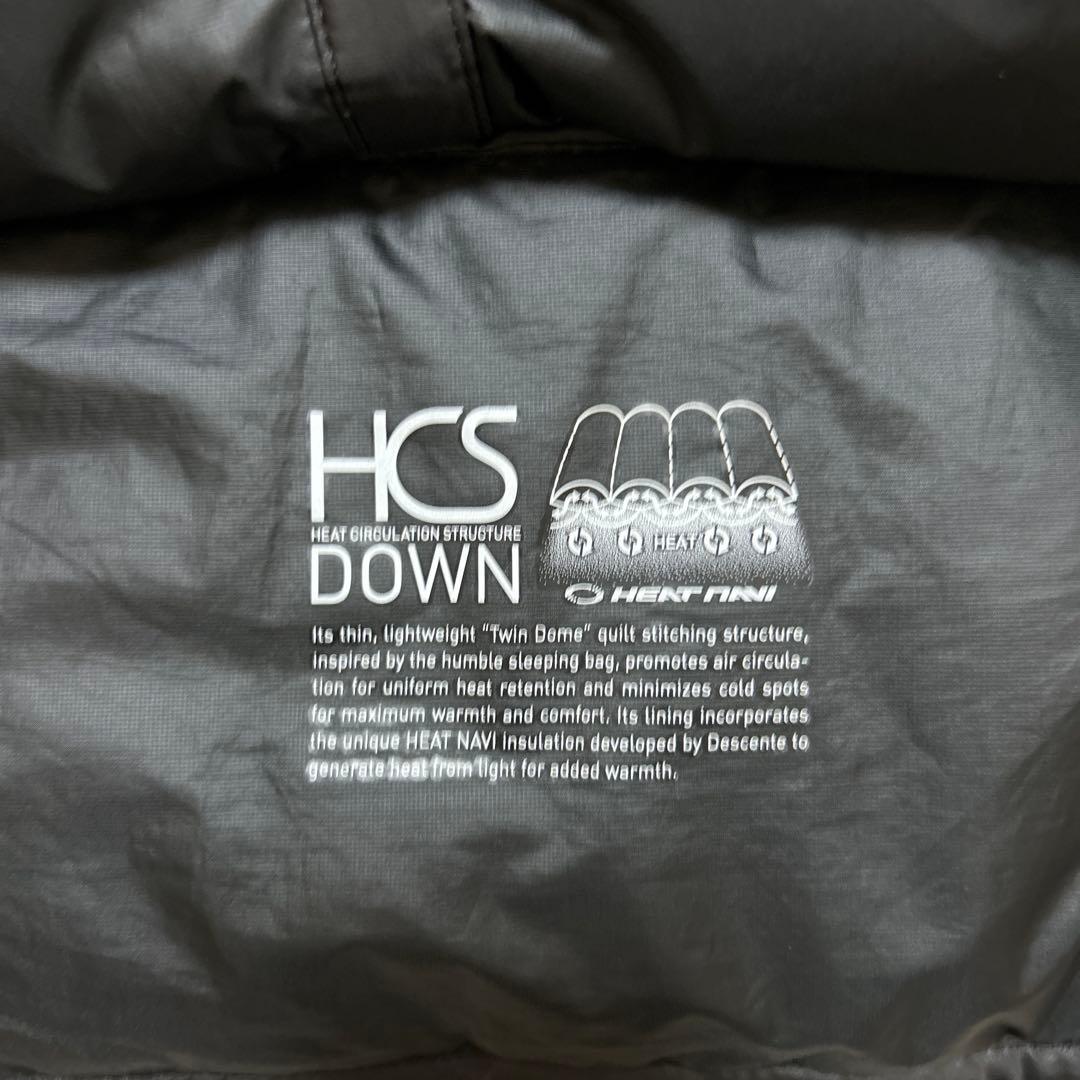 HCS
HEAT CIRCULATION STRUCTURE
DOWN
HEAT
HEAT NAVI
Its thin, lightweight "Twin Dome" quilt stitching structure,
inspired by the humble sleeping bag, promotes air circula-
tion for uniform heat retention and minimizes cold spots
for maximum warmth and comfort. Its lining incorporates
the unique HEAT NAVI insulation developed by Descente to
generate heat from light for added warmth.